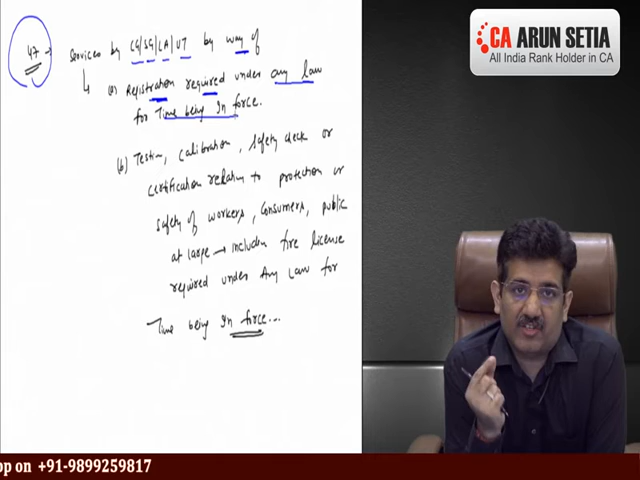 47 → Services by CG/SG/LA/UT by way of
(a) Registration required under any law
for Time being In force.
(b) Testing, calibration, safety check or
certification relating to protection or
safety of workers, consumers, public
at large → includes fire license
required under Any Law for
Time being In force...
CA ARUN SETIA
All India Rank Holder in CA
pp on +91-9899259817